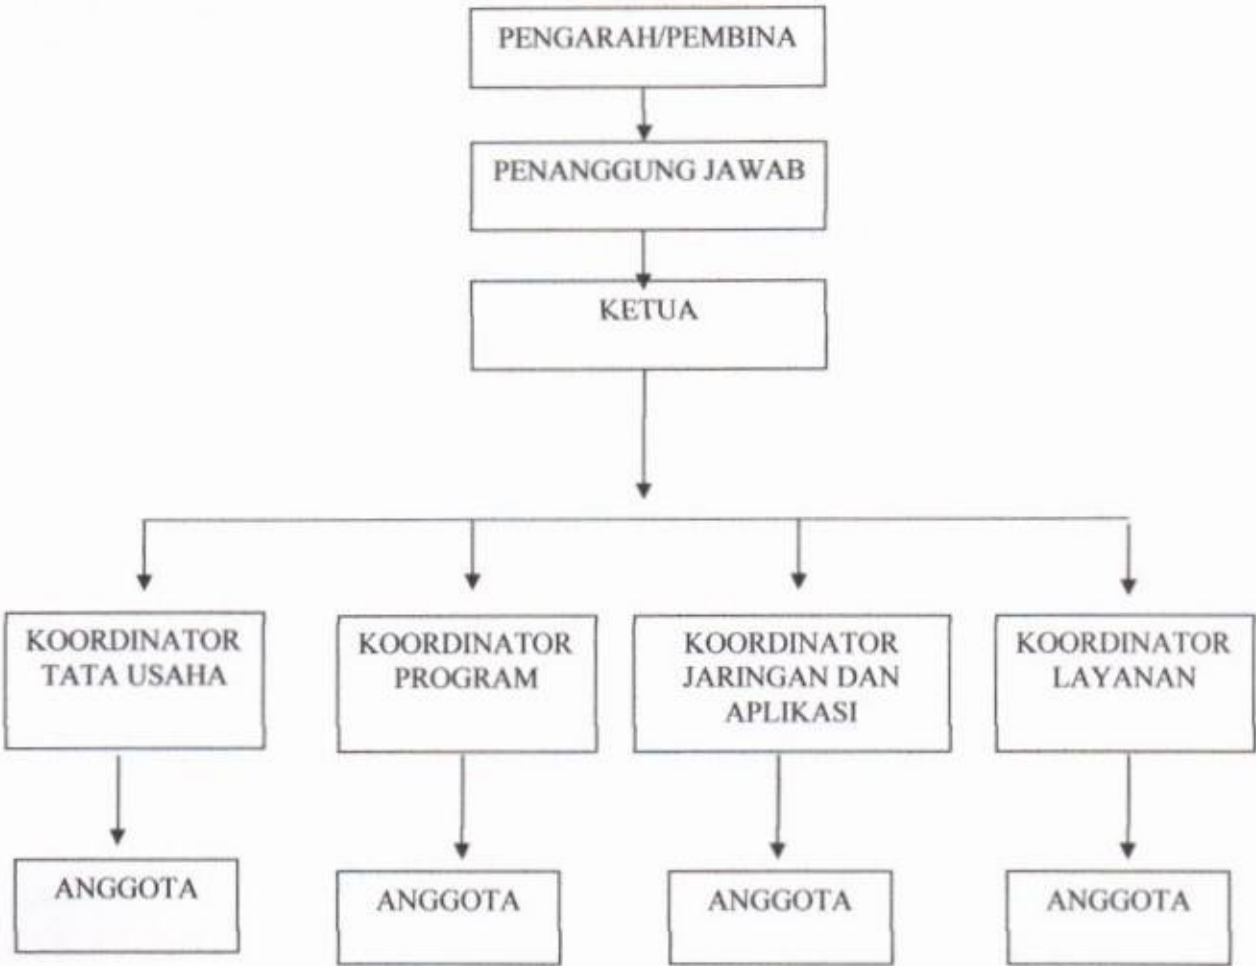 PENGARAH/PEMBINA
PENANGGUNG JAWAB
KETUA
KOORDINATOR
TATA USAHA
KOORDINATOR
PROGRAM
KOORDINATOR
JARINGAN DAN
APLIKASI
KOORDINATOR
LAYANAN
ANGGOTA
ANGGOTA
ANGGOTA
ANGGOTA